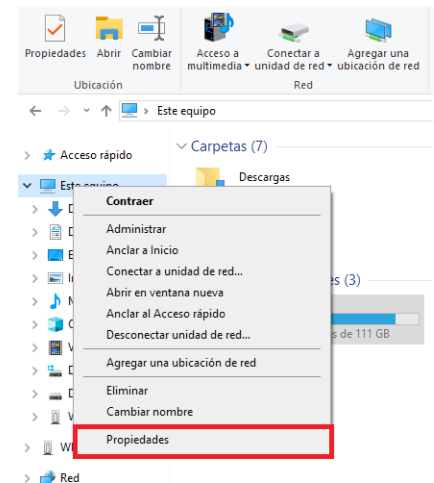 Propiedades Abrir Cambiar nombre
Acceso a multimedia Conectar a unidad de red Agregar una ubicación de red
Ubicación Red
Este equipo
Acceso rápido
Carpetas (7)
Descargas
Este equipo
Contraer
Administrar
Anclar a Inicio
Conectar a unidad de red...
Abrir en ventana nueva
Anclar al Acceso rápido
Desconectar unidad de red...
Agregar una ubicación de red
Eliminar
Cambiar nombre
Propiedades
es (3)
s de 111 GB
Red